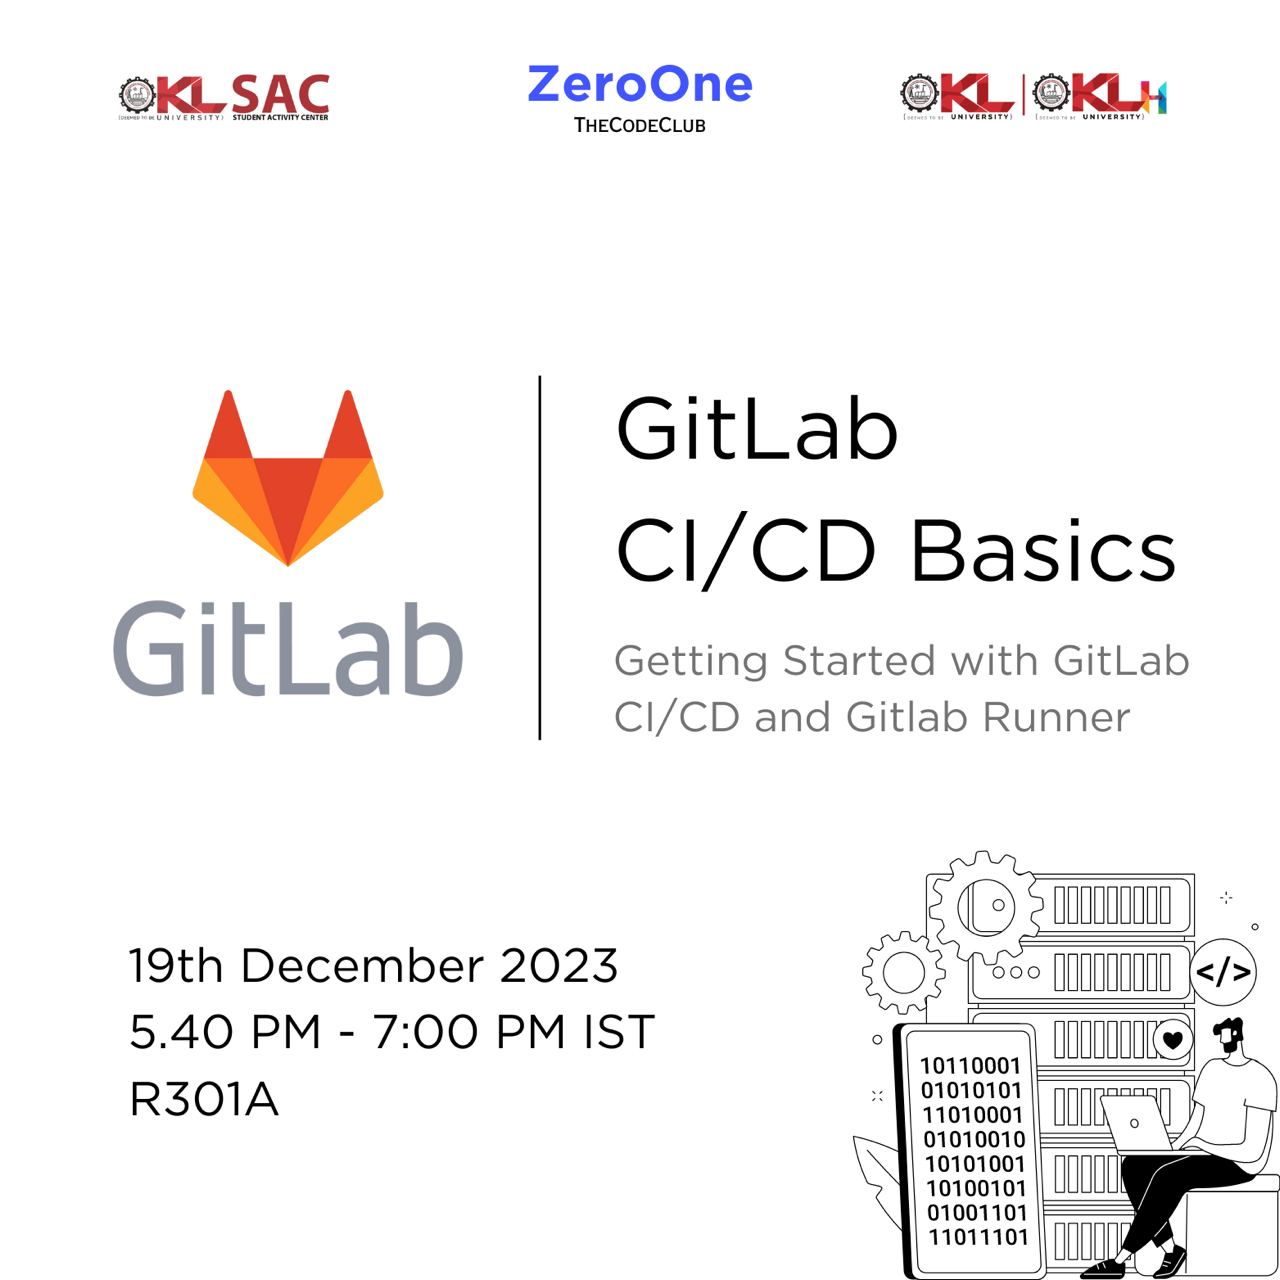 KL SAC
(DEEMED TO BE UNIVERSITY) STUDENT ACTIVITY CENTER
ZeroOne
THECODECLUB
KL KLH
(DEEMED TO BE UNIVERSITY) (DEEMED TO BE UNIVERSITY)
GitLab
GitLab
CI/CD Basics
Getting Started with GitLab
CI/CD and Gitlab Runner
19th December 2023
5.40 PM - 7:00 PM IST
R301A
</>
10110001
01010101
11010001
01010010
10101001
10100101
01001101
11011101